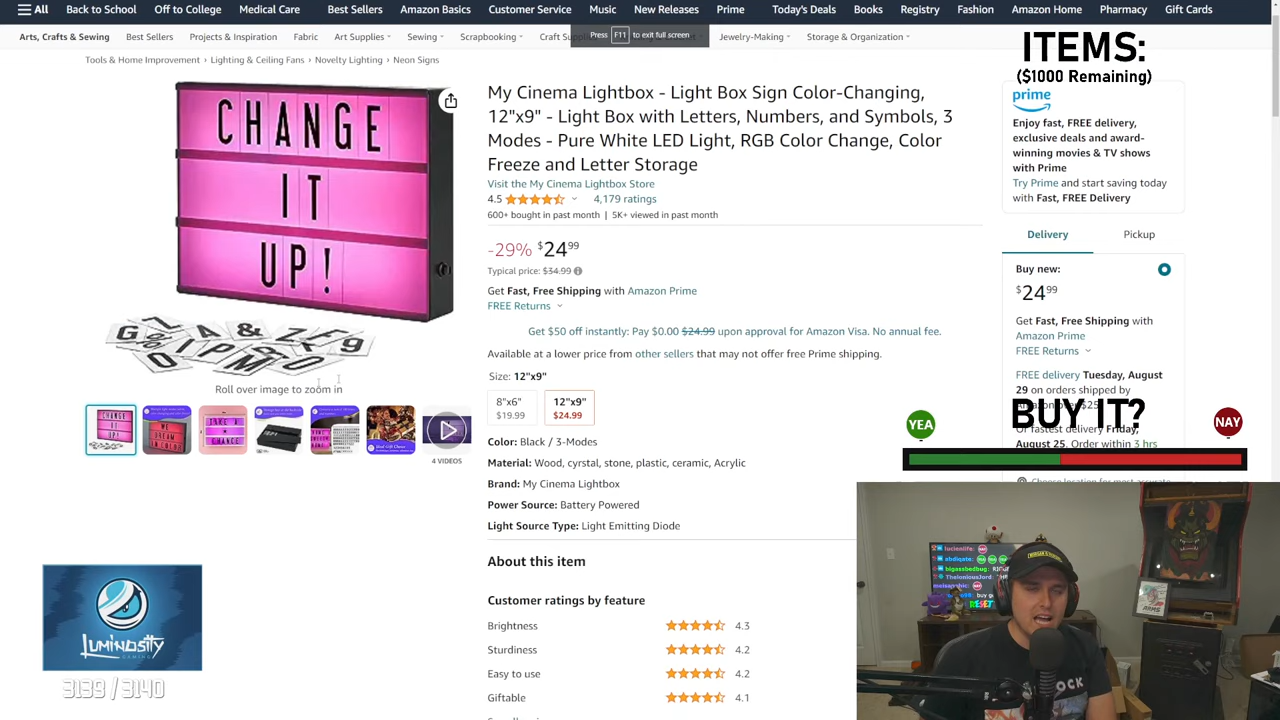 All Back to School Off to College Medical Care Best Sellers Amazon Basics Customer Service Music New Releases Prime Today's Deals Books Registry Fashion Amazon Home Pharmacy Gift Cards
Arts, Crafts & Sewing Best Sellers Projects & Inspiration Fabric Art Supplies Sewing Scrapbooking Craft Jewelry-Making Storage & Organization
Press F11 to exit full screen
Tools & Home Improvement › Lighting & Ceiling Fans › Novelty Lighting › Neon Signs
ITEMS:
($1000 Remaining)
CHANGE
IT
UP!
Roll over image to zoom in
4 VIDEOS
My Cinema Lightbox - Light Box Sign Color-Changing,
12"x9" - Light Box with Letters, Numbers, and Symbols, 3
Modes - Pure White LED Light, RGB Color Change, Color
Freeze and Letter Storage
Visit the My Cinema Lightbox Store
4.5 4,179 ratings
600+ bought in past month | 5K+ viewed in past month
-29% $24 99
Typical price: $34.99
Get Fast, Free Shipping with Amazon Prime
FREE Returns
Get $50 off instantly: Pay $0.00 $24.99 upon approval for Amazon Visa. No annual fee.
Available at a lower price from other sellers that may not offer free Prime shipping.
Size: 12"x9"
8"x6" 12"x9"
$19.99 $24.99
Color: Black / 3-Modes
Material: Wood, cyrstal, stone, plastic, ceramic, Acrylic
Brand: My Cinema Lightbox
Power Source: Battery Powered
Light Source Type: Light Emitting Diode
About this item
Customer ratings by feature
Brightness 4.3
Sturdiness 4.2
Easy to use 4.2
Giftable 4.1
prime
Enjoy fast, FREE delivery,
exclusive deals and award-
winning movies & TV shows
with Prime
Try Prime and start saving today
with Fast, FREE Delivery
Delivery Pickup
Buy new:
$24 99
Get Fast, Free Shipping with
Amazon Prime
FREE Returns
FREE delivery Tuesday, August
29 on orders shipped by
BUY IT?
YEA NAY
Or fastest delivery Friday,
August 25. Order within 3 hrs
LUMINOSITY
GAMING
3139 / 3140